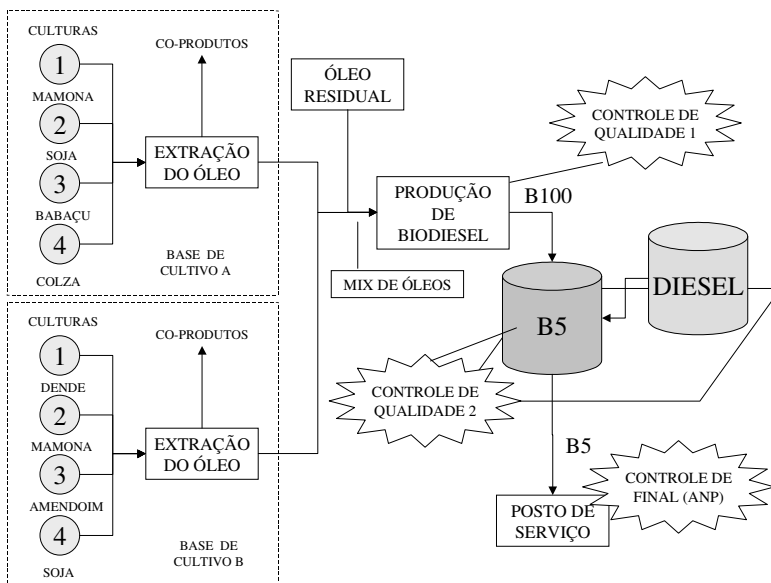 CULTURAS
1
MAMONA
2
SOJA
3
BABAÇU
4
COLZA
CO-PRODUTOS
EXTRAÇÃO
DO ÓLEO
BASE DE
CULTIVO A
CULTURAS
1
DENDE
2
MAMONA
3
AMENDOIM
4
SOJA
CO-PRODUTOS
EXTRAÇÃO
DO ÓLEO
BASE DE
CULTIVO B
ÓLEO
RESIDUAL
MIX DE ÓLEOS
PRODUÇÃO
DE
BIODIESEL
CONTROLE DE
QUALIDADE 1
B100
B5
DIESEL
CONTROLE DE
QUALIDADE 2
B5
CONTROLE DE
FINAL (ANP)
POSTO DE
SERVIÇO